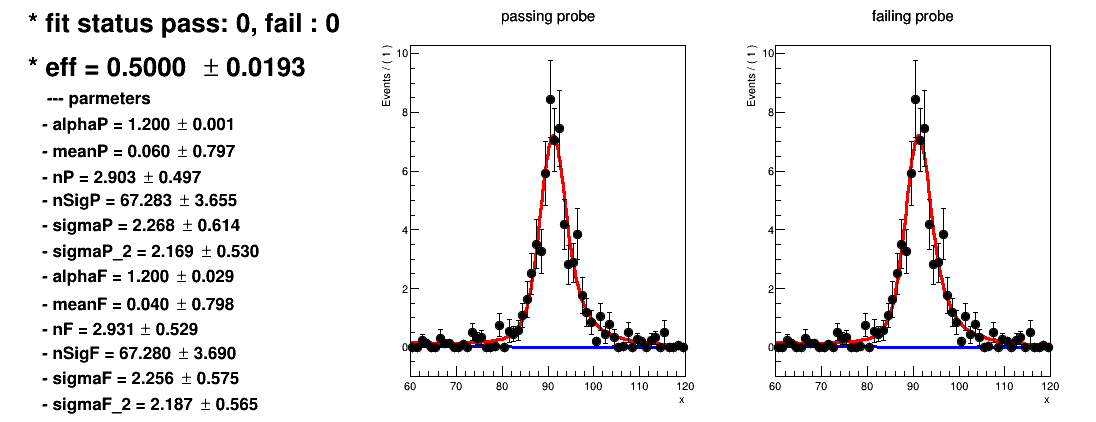 * fit status pass: 0, fail : 0
* eff = 0.5000 ± 0.0193
--- parmeters
- alphaP = 1.200 ± 0.001
- meanP = 0.060 ± 0.797
- nP = 2.903 ± 0.497
- nSigP = 67.283 ± 3.655
- sigmaP = 2.268 ± 0.614
- sigmaP_2 = 2.169 ± 0.530
- alphaF = 1.200 ± 0.029
- meanF = 0.040 ± 0.798
- nF = 2.931 ± 0.529
- nSigF = 67.280 ± 3.690
- sigmaF = 2.256 ± 0.575
- sigmaF_2 = 2.187 ± 0.565
passing probe
Events / ( 1 )
10
8
6
4
2
0
60 70 80 90 100 110 120
x
failing probe
Events / ( 1 )
10
8
6
4
2
0
60 70 80 90 100 110 120
x